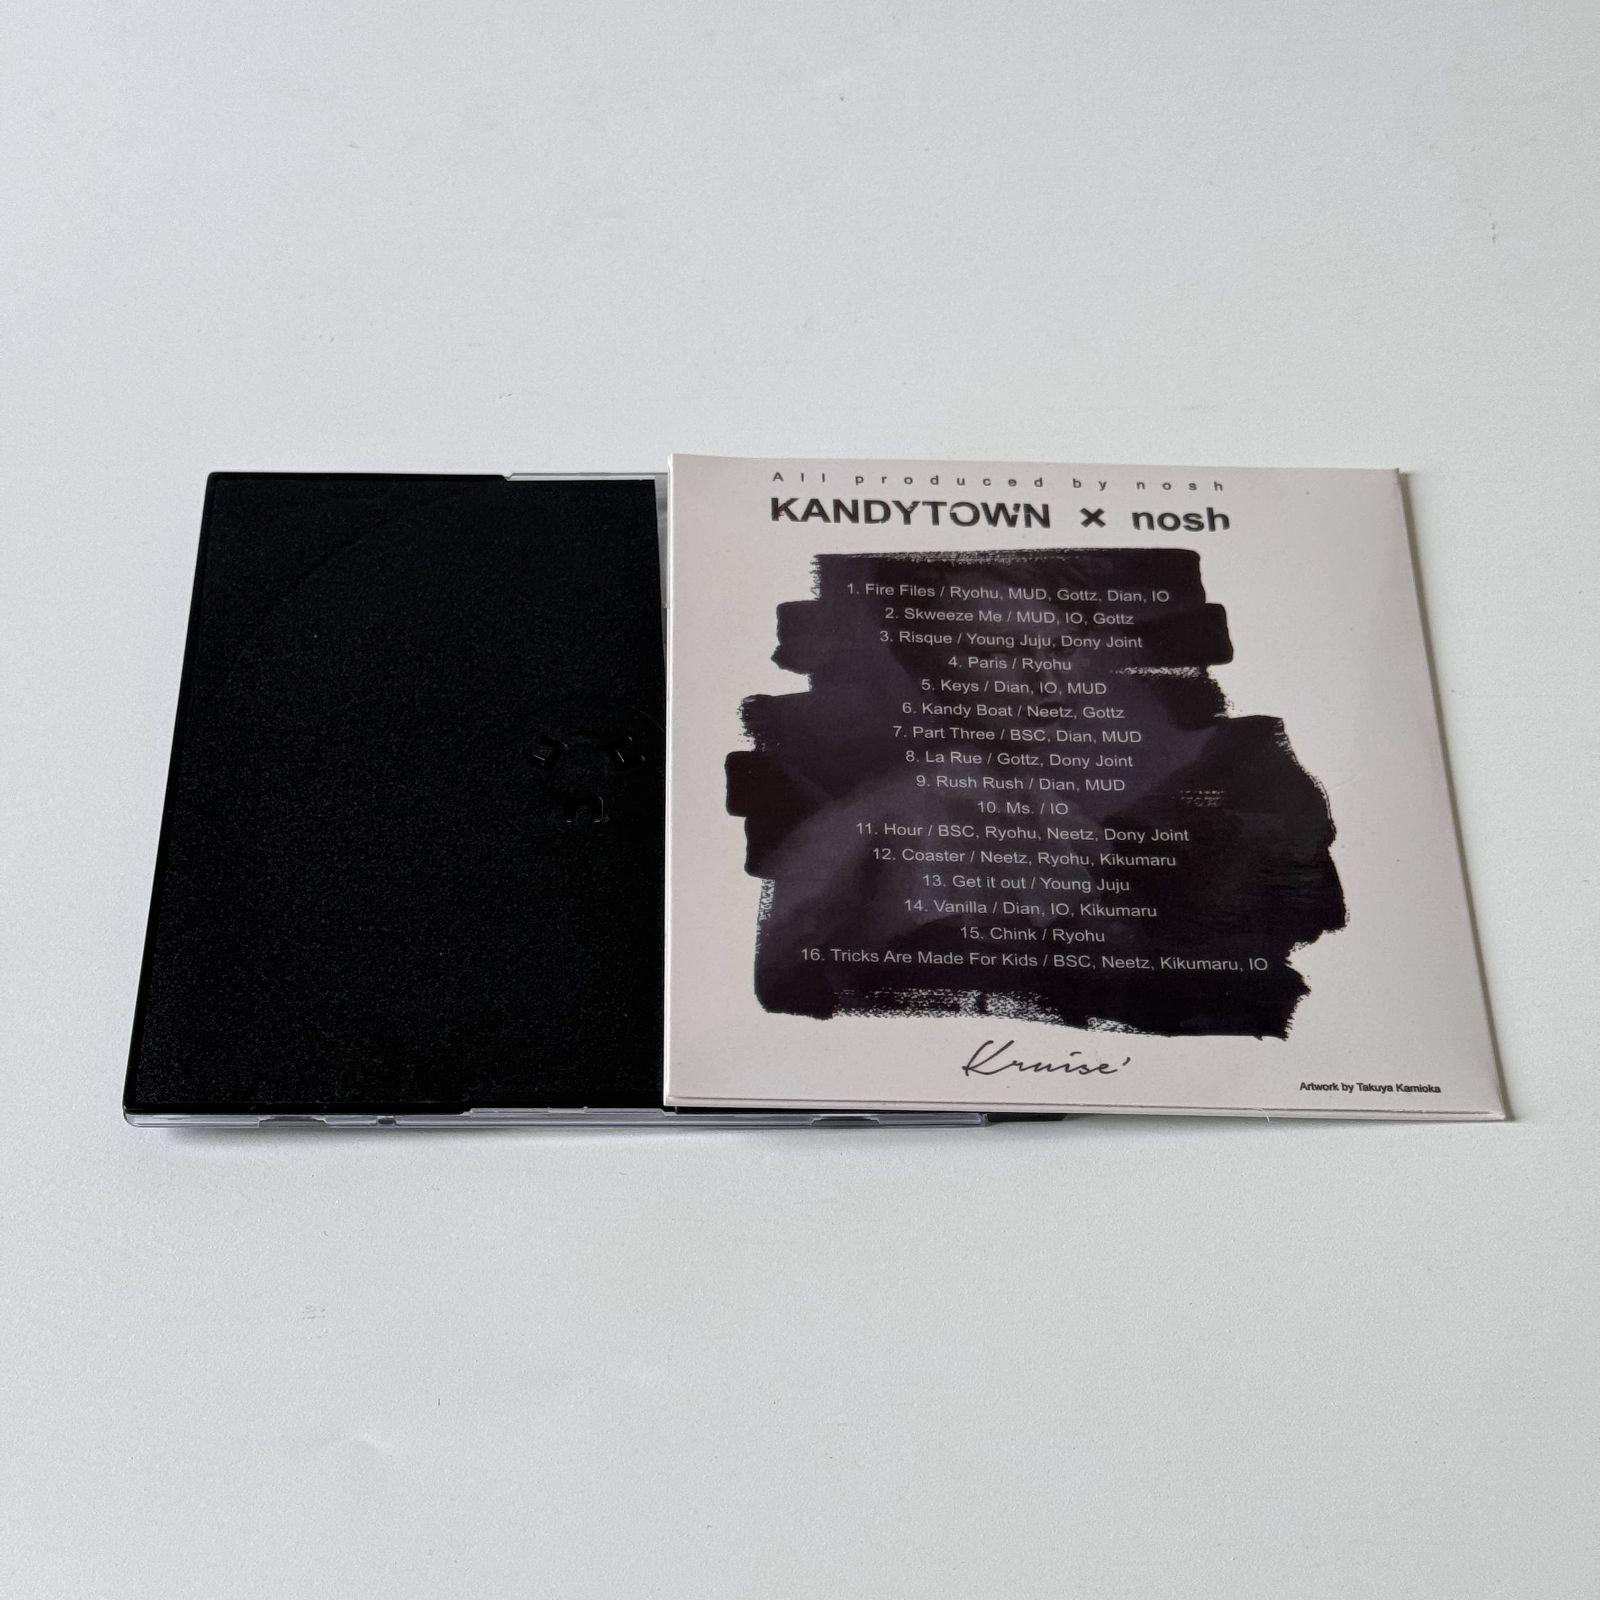 All produced by nosh
KANDYTOWN × nosh
1. Fire Files / Ryohu, MUD, Gottz, Dian, IO
2. Skweeze Me / MUD, IO, Gottz
3. Risque / Young Juju, Dony Joint
4. Paris / Ryohu
5. Keys / Dian, IO, MUD
6. Kandy Boat / Neetz, Gottz
7. Part Three / BSC, Dian, MUD
8. La Rue / Gottz, Dony Joint
9. Rush Rush / Dian, MUD
10. Ms. / IO
11. Hour / BSC, Ryohu, Neetz, Dony Joint
12. Coaster / Neetz, Ryohu, Kikumaru
13. Get it out / Young Juju
14. Vanilla / Dian, IO, Kikumaru
15. Chink / Ryohu
16. Tricks Are Made For Kids / BSC, Neetz, Kikumaru, IO
Kruise'
Artwork by Takuya Kamioka